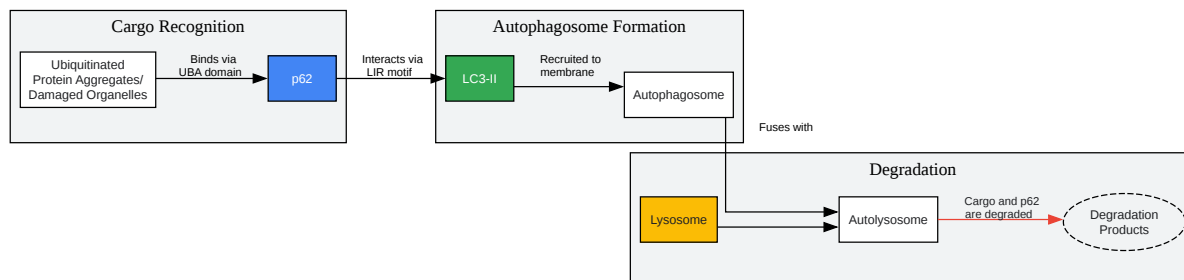 Cargo Recognition
Ubiquitinated
Protein Aggregates/
Damaged Organelles
Binds via
UBA domain
p62
Interacts via
LIR motif
Autophagosome Formation
LC3-II
Recruited to
membrane
Autophagosome
Fuses with
Degradation
Lysosome
Autolysosome
Cargo and p62
are degraded
Degradation
Products